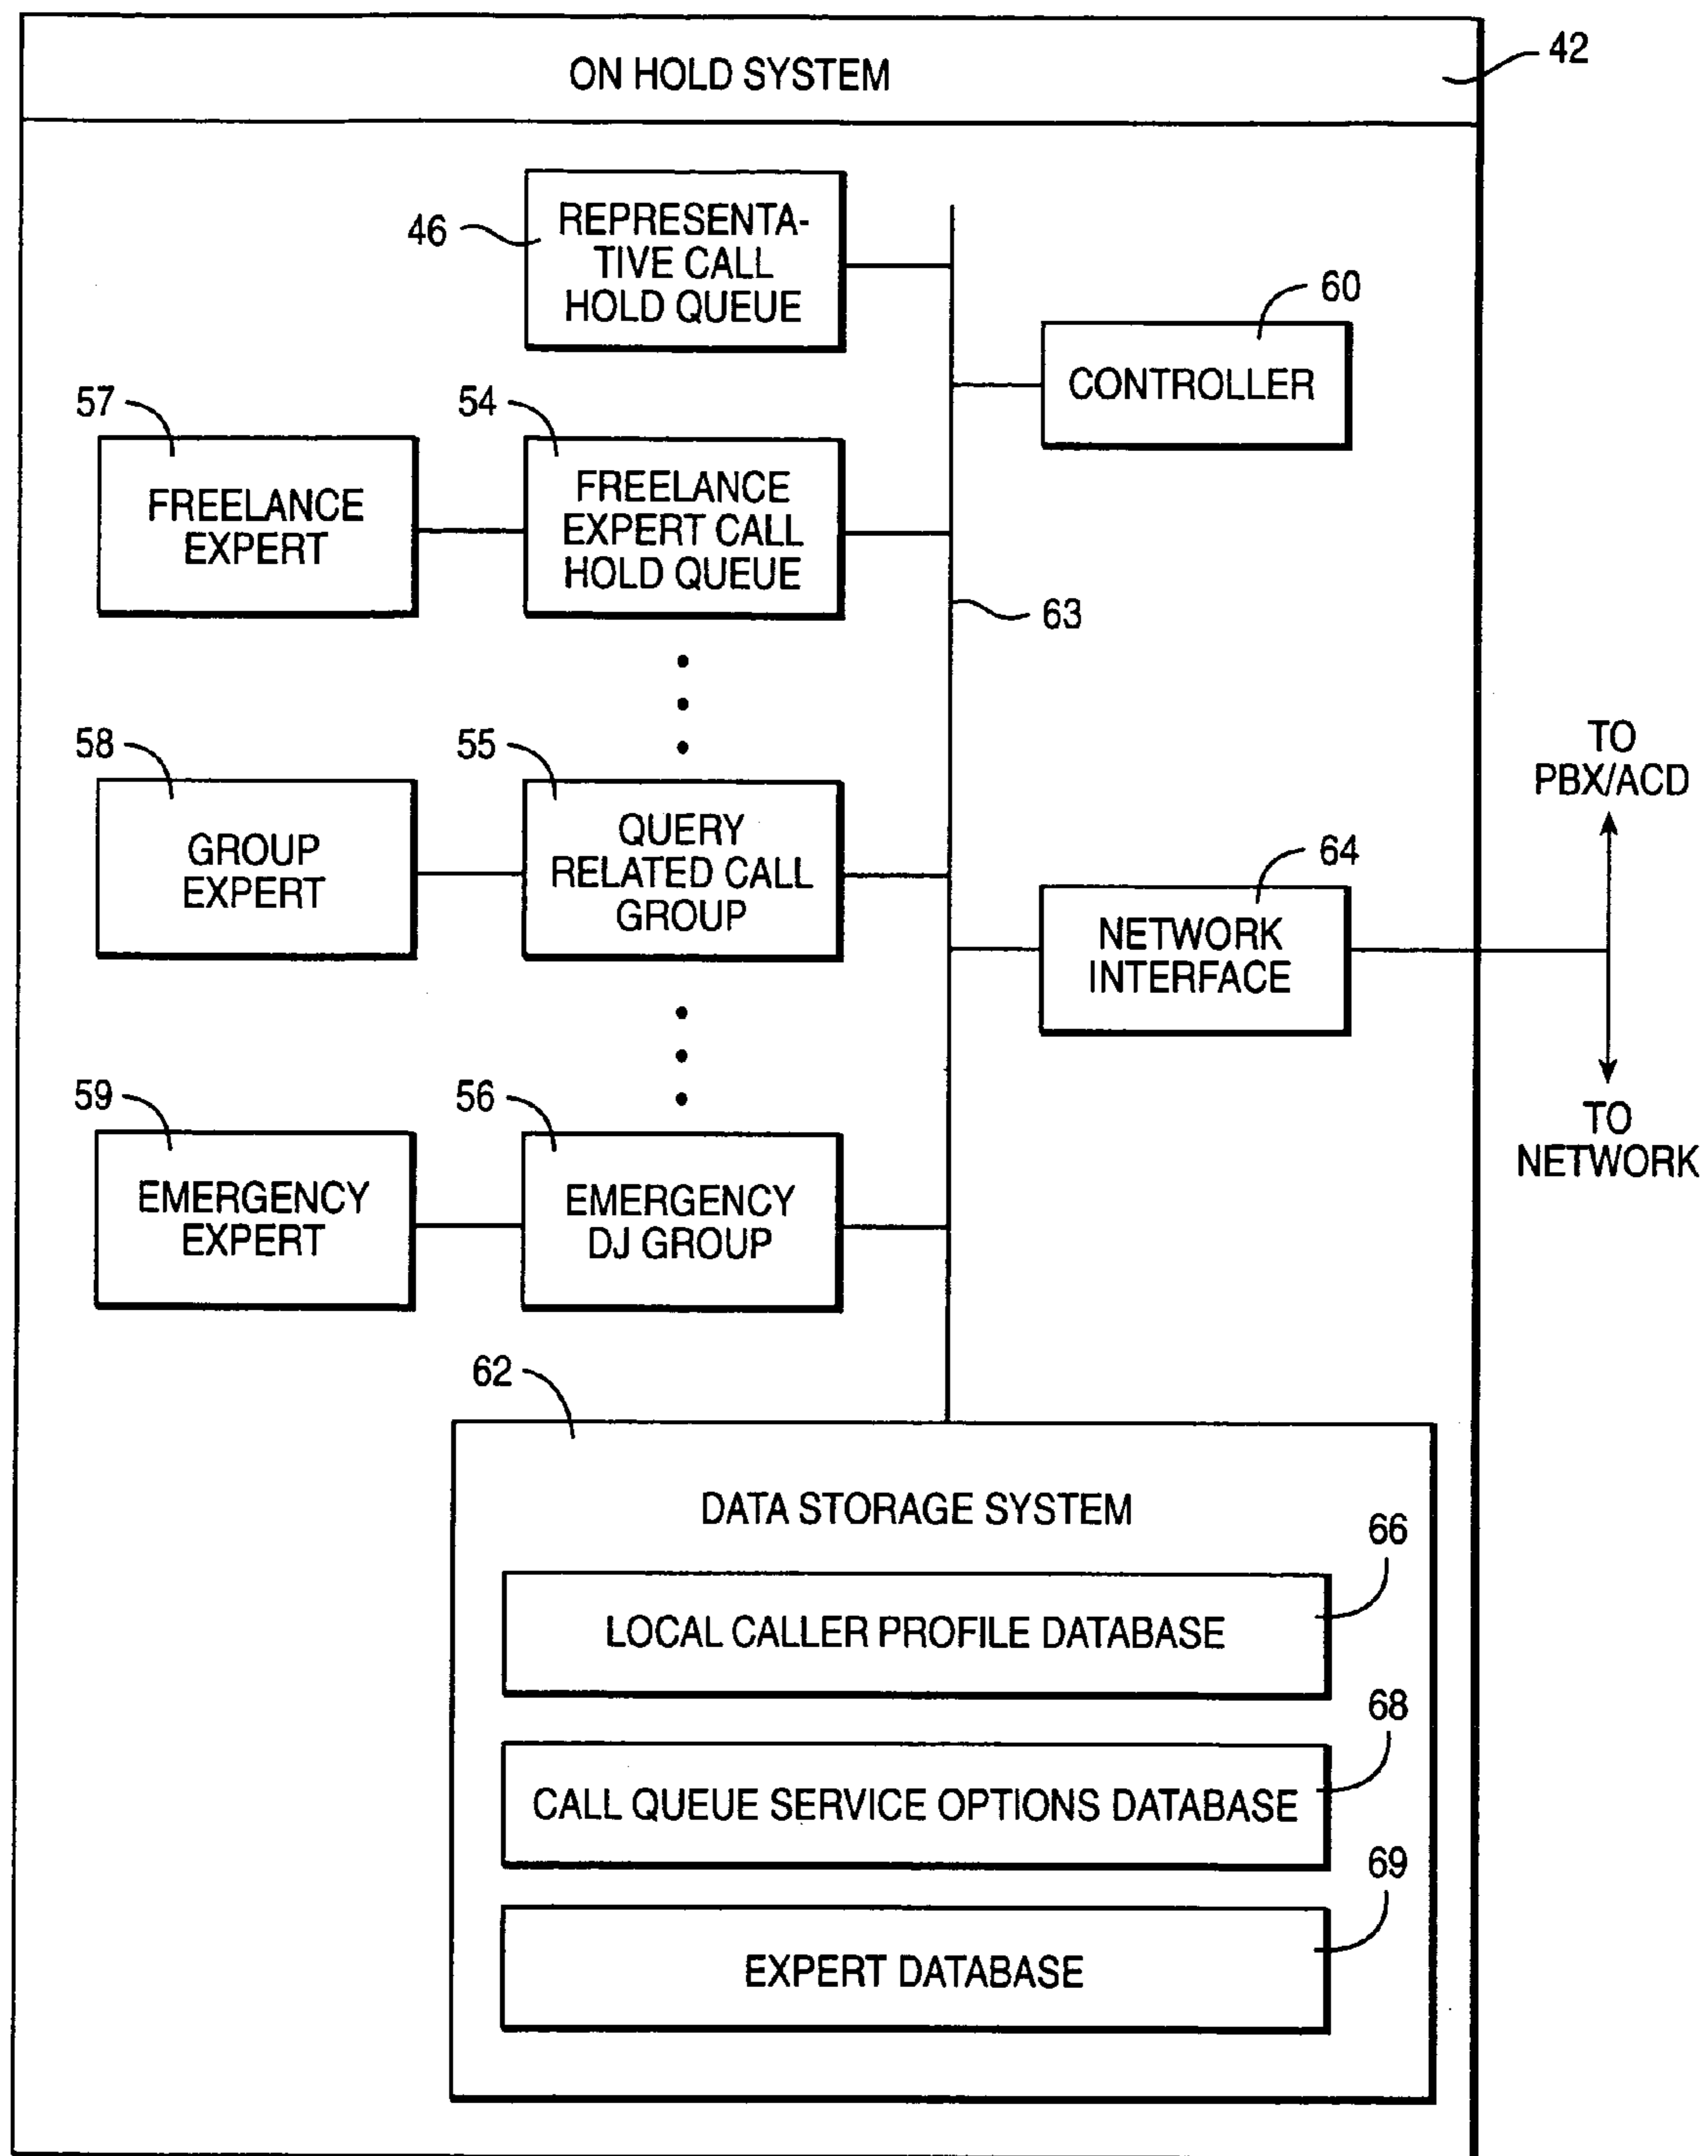 ON HOLD SYSTEM
42
46
REPRESENTA-
TIVE CALL
HOLD QUEUE
60
CONTROLLER
57
FREELANCE
EXPERT
54
FREELANCE
EXPERT CALL
HOLD QUEUE
63
58
GROUP
EXPERT
55
QUERY
RELATED CALL
GROUP
64
NETWORK
INTERFACE
TO
PBX/ACD
TO
NETWORK
59
EMERGENCY
EXPERT
56
EMERGENCY
DJ GROUP
62
DATA STORAGE SYSTEM
66
LOCAL CALLER PROFILE DATABASE
68
CALL QUEUE SERVICE OPTIONS DATABASE
69
EXPERT DATABASE